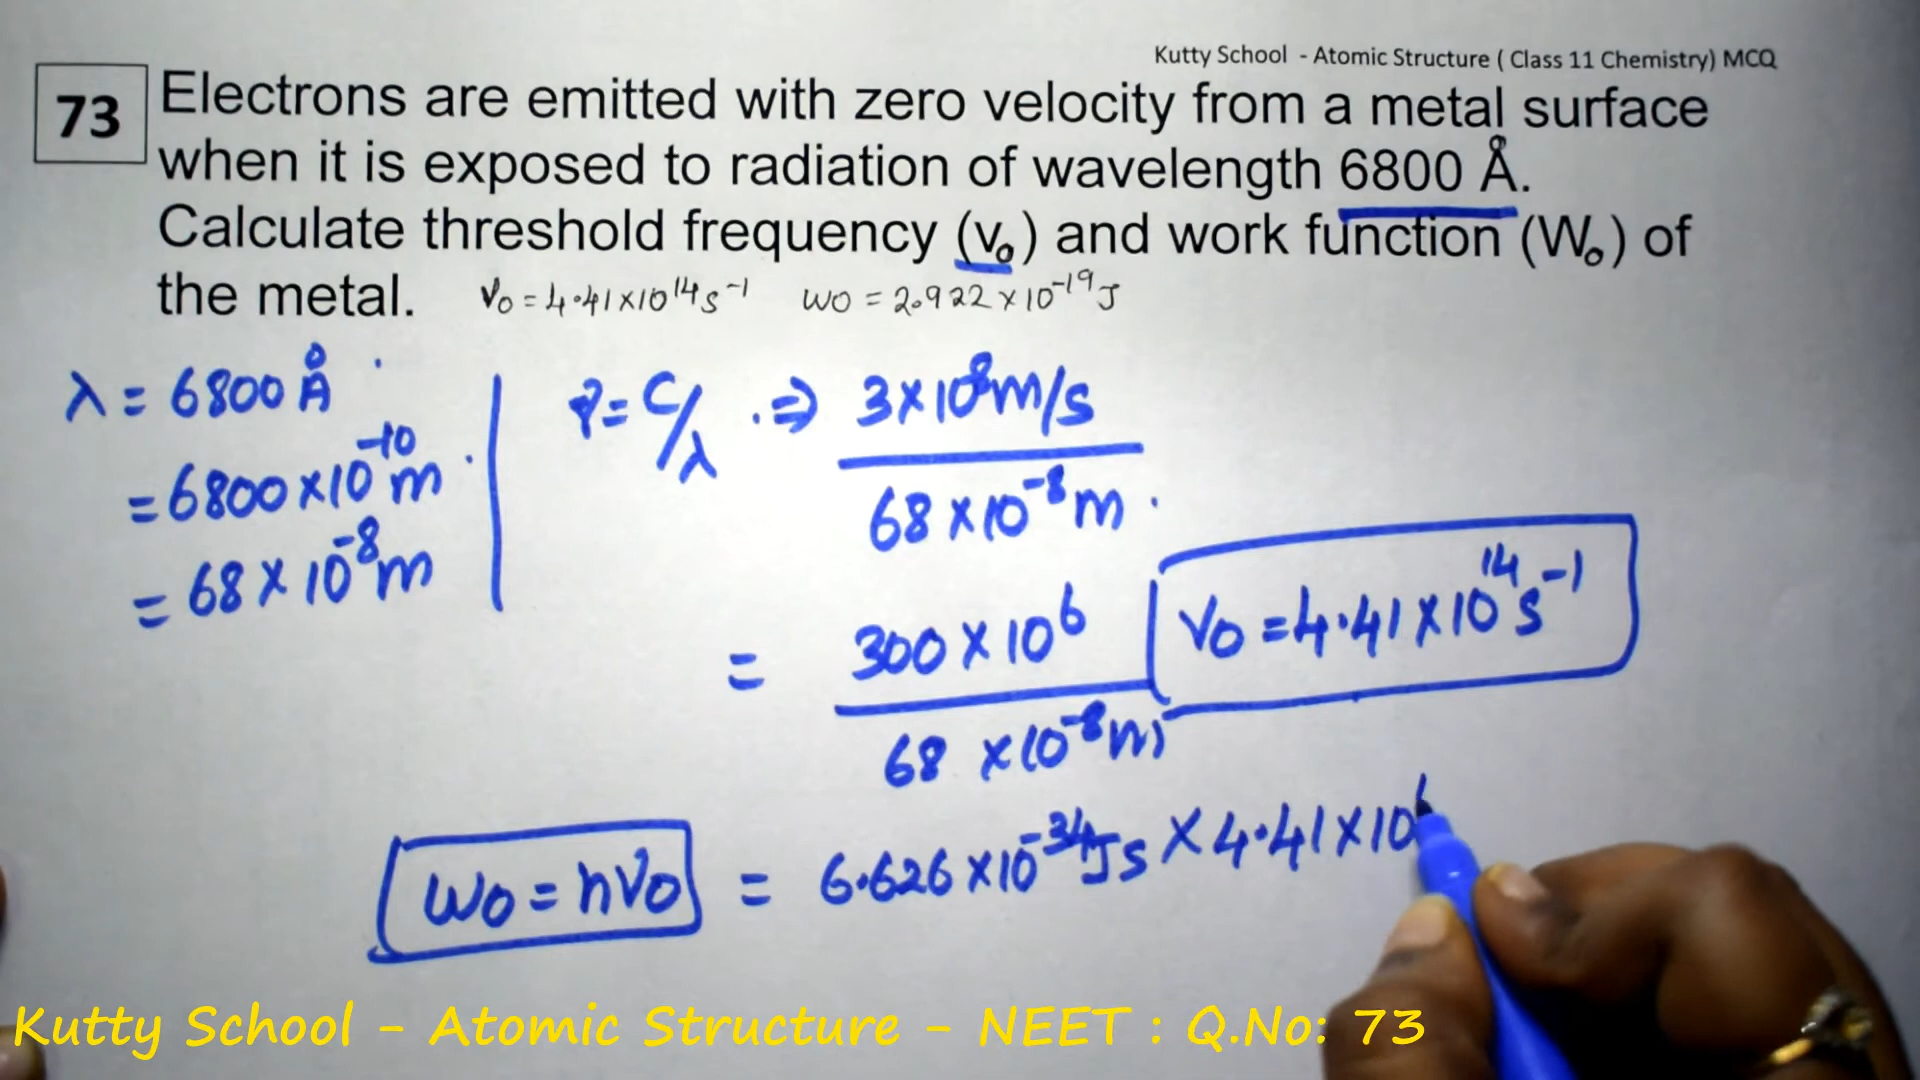 Kutty School - Atomic Structure ( Class 11 Chemistry) MCQ
73
Electrons are emitted with zero velocity from a metal surface
when it is exposed to radiation of wavelength 6800 Å.
Calculate threshold frequency (v₀) and work function (W₀) of
the metal. V₀ = 4.41 × 10¹⁴ s⁻¹ W0 = 2.922 × 10⁻¹⁹ J
λ = 6800 Å
= 6800 × 10⁻¹⁰ m
= 68 × 10⁻⁸ m
ν = C/λ ⇒ 3 × 10⁸ m/s
68 × 10⁻⁸ m
= 300 × 10⁶
68 × 10⁻⁸ m
ν0 = 4.41 × 10¹⁴ s⁻¹
W0 = hν0 = 6.626 × 10⁻³⁴ Js × 4.41 × 10
Kutty School - Atomic Structure - NEET : Q.No: 73